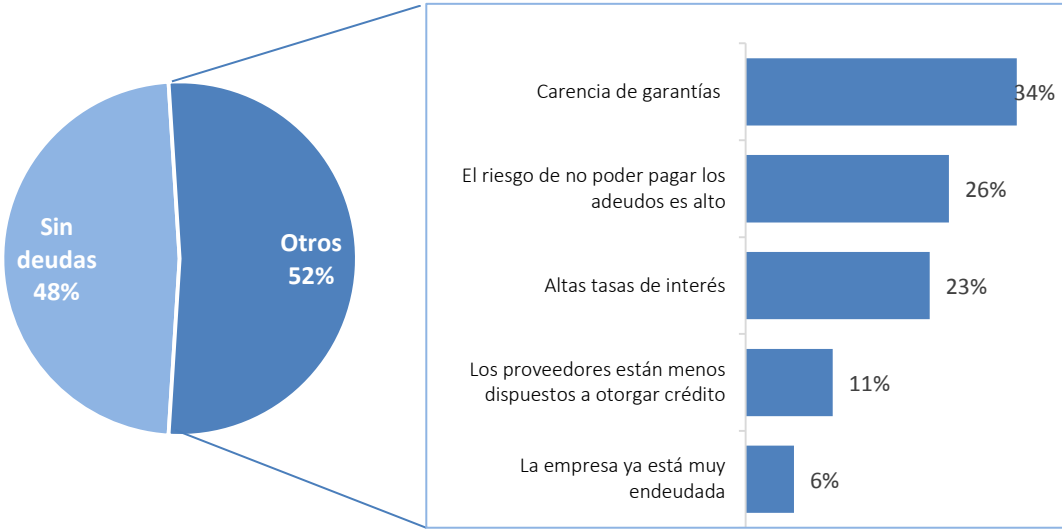 Sin
deudas
48%
Otros
52%
Carencia de garantías
34%
El riesgo de no poder pagar los
adeudos es alto
26%
Altas tasas de interés
23%
Los proveedores están menos
dispuestos a otorgar crédito
11%
La empresa ya está muy
endeudada
6%